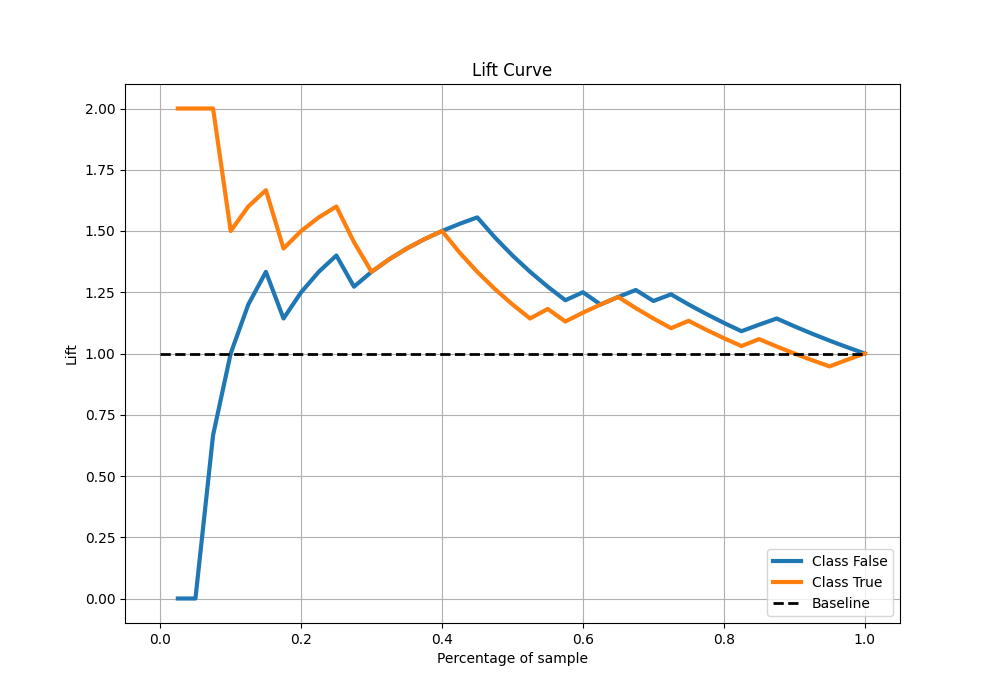 Lift Curve
Lift
2.00
1.75
1.50
1.25
1.00
0.75
0.50
0.25
0.00
0.0 0.2 0.4 0.6 0.8 1.0
Percentage of sample
Class False
Class True
Baseline